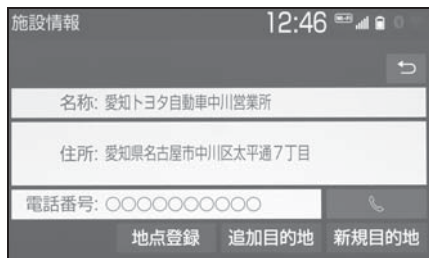 施設情報 12:46
名称: 愛知トヨタ自動車中川営業所
住所: 愛知県名古屋市中川区太平通7丁目
電話番号: ○○○○○○○○○○
地点登録 追加目的地 新規目的地